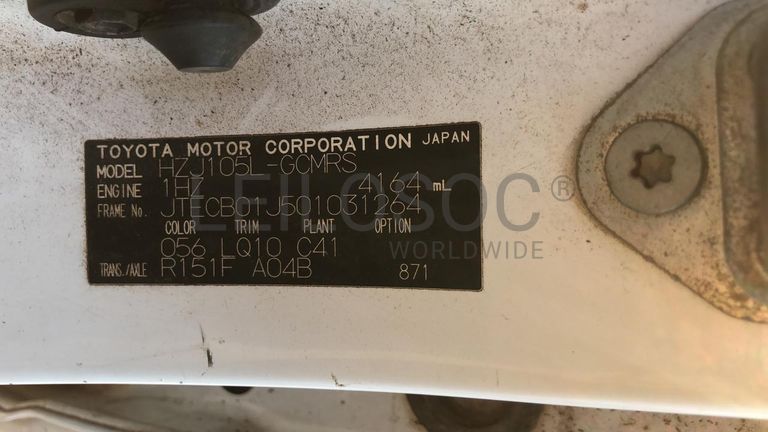 TOYOTA MOTOR CORPORATION JAPAN
MODEL HZJ105L-GCMRS
ENGINE 1HZ 4164 mL
FRAME No. JTECB01J501031264
COLOR TRIM PLANT OPTION
056 LQ10 C41
TRANS./AXLE R151F A04B 871
LEILOSOC®
WORLDWIDE